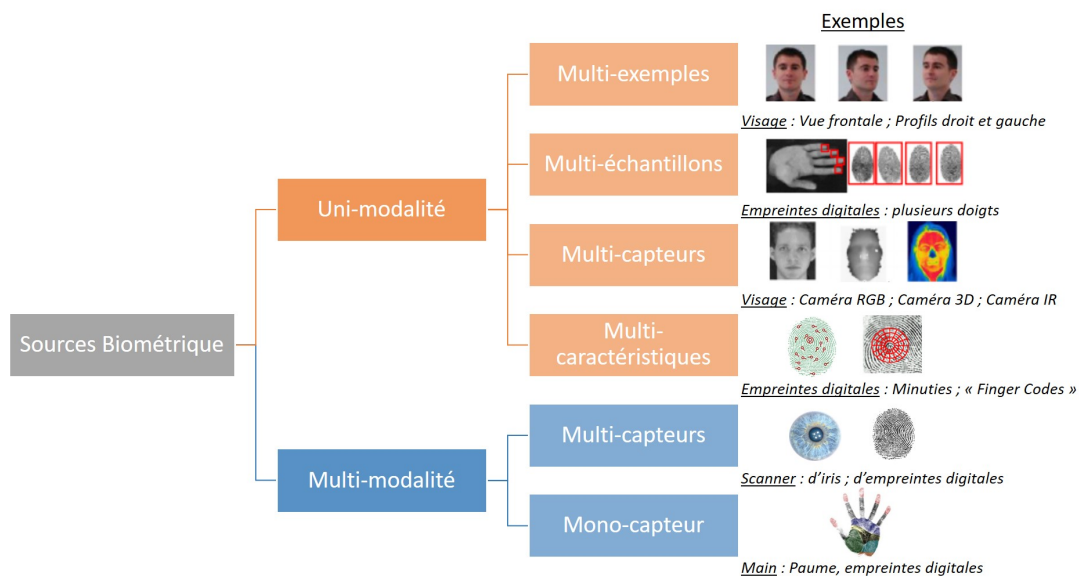 Exemples
Multi-exemples
Visage : Vue frontale ; Profils droit et gauche
Multi-échantillons
Empreintes digitales : plusieurs doigts
Uni-modalité
Multi-capteurs
Visage : Caméra RGB ; Caméra 3D ; Caméra IR
Sources Biométrique
Multi-
caractéristiques
Empreintes digitales : Minuties ; « Finger Codes »
Multi-capteurs
Scanner : d’iris ; d’empreintes digitales
Multi-modalité
Mono-capteur
Main : Paume, empreintes digitales